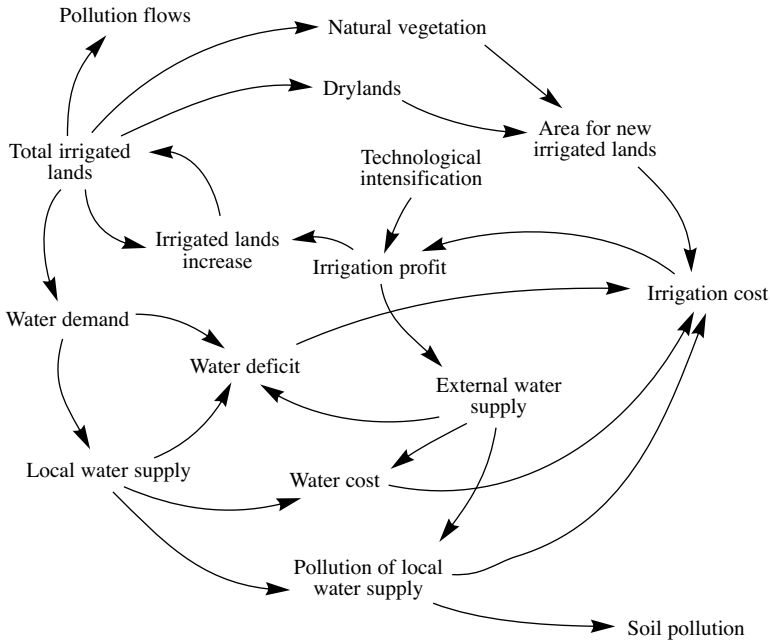 Pollution flows
Natural vegetation
Drylands
Area for new
irrigated lands
Total irrigated
lands
Technological
intensification
Irrigated lands
increase
Irrigation profit
Irrigation cost
Water demand
Water deficit
External water
supply
Local water supply
Water cost
Pollution of local
water supply
Soil pollution